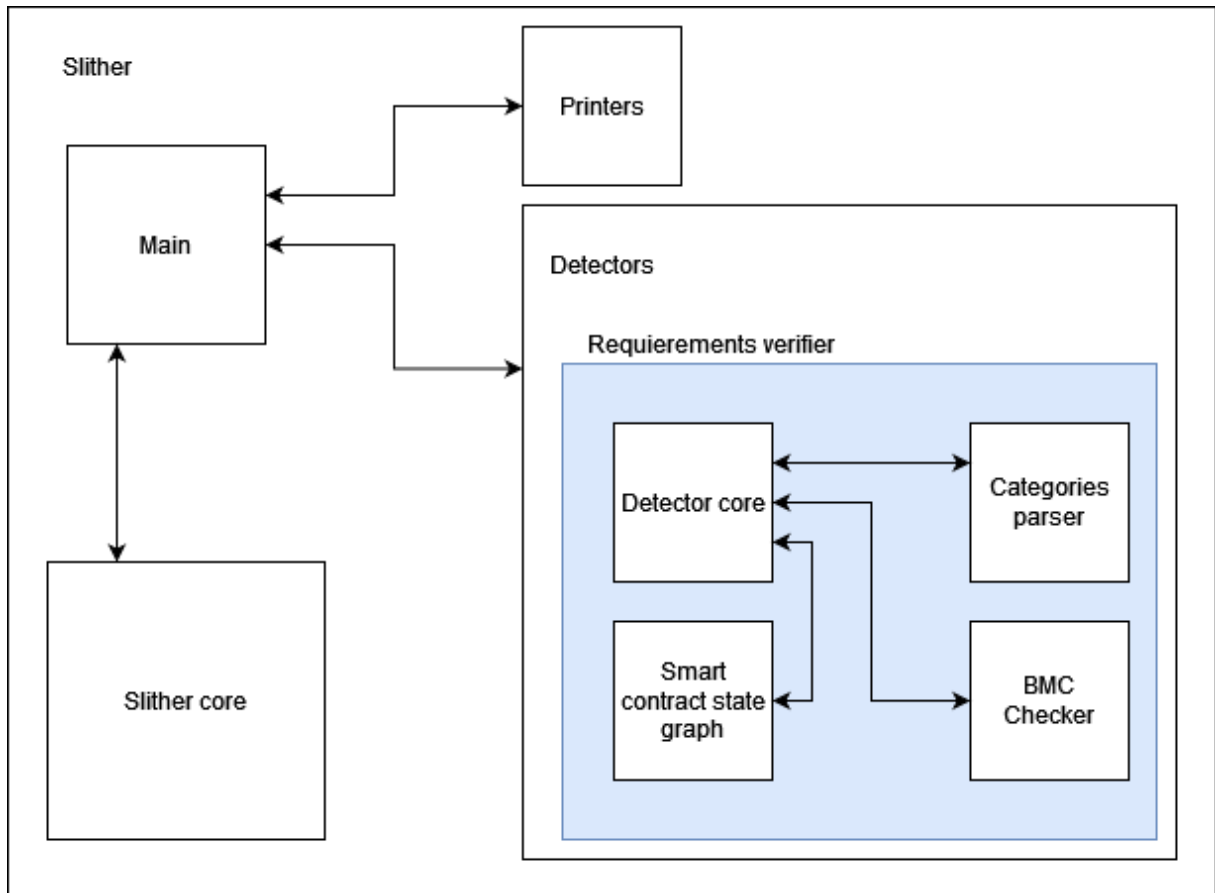 Slither
Printers
Main
Detectors
Requierements verifier
Detector core
Categories
parser
Slither core
Smart
contract state
graph
BMC
Checker